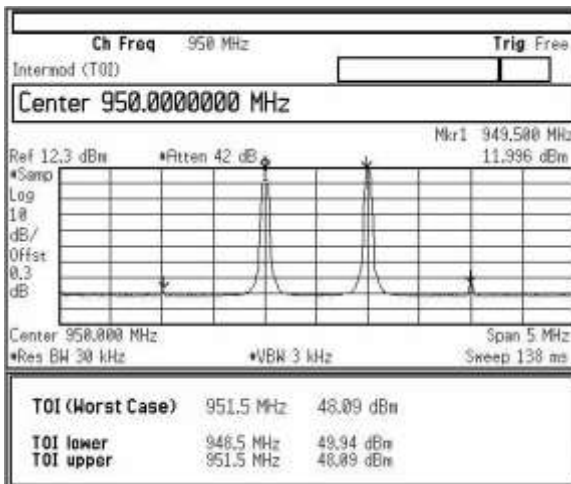 Ch Freq 950 MHz Trig Free
Intermod (TOI)
Center 950.0000000 MHz
Mkr1 949.500 MHz
Ref 12.3 dBm *Atten 42 dB 11.996 dBm
*Samp
Log
10
dB/
Offst
0.3
dB
Center 950.000 MHz Span 5 MHz
*Res BW 30 kHz *VBW 3 kHz Sweep 138 ms
TOI (Worst Case) 951.5 MHz 48.09 dBm
TOI lower 948.5 MHz 49.94 dBm
TOI upper 951.5 MHz 48.09 dBm